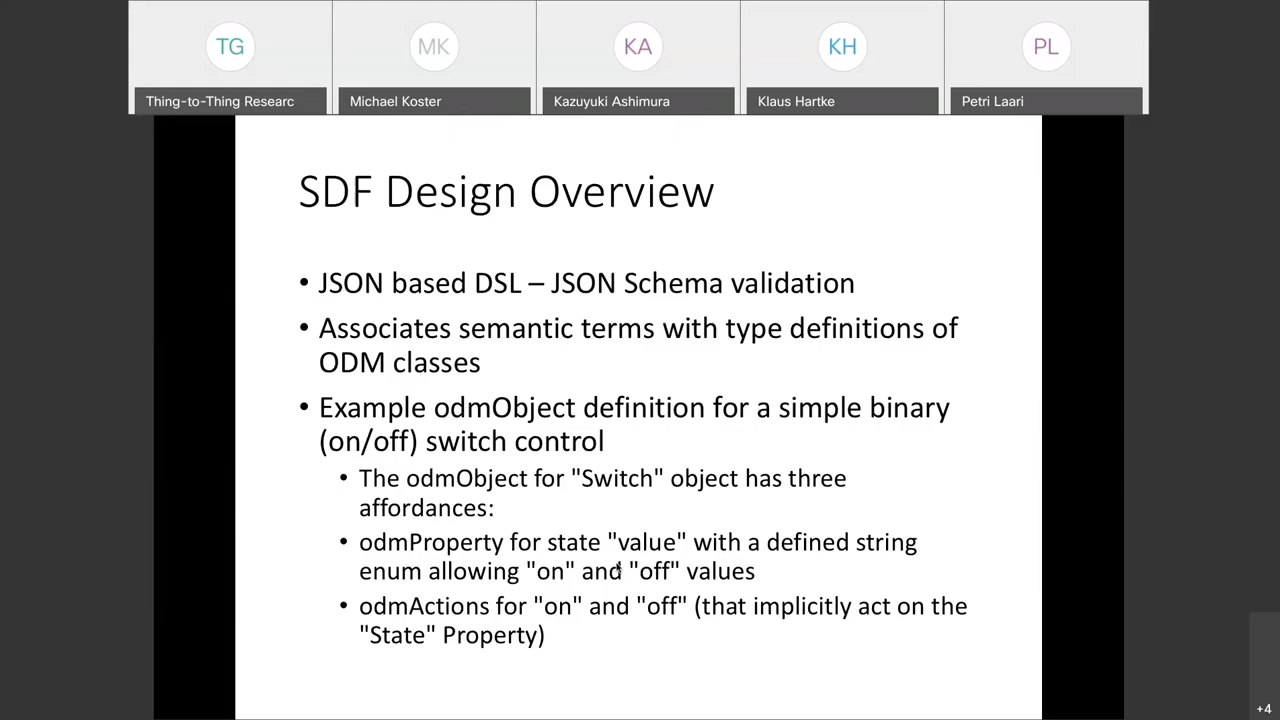 TG
MK
KA
KH
PL
Thing-to-Thing Researc
Michael Koster
Kazuyuki Ashimura
Klaus Hartke
Petri Laari
SDF Design Overview
• JSON based DSL – JSON Schema validation
• Associates semantic terms with type definitions of
ODM classes
• Example odmObject definition for a simple binary
(on/off) switch control
• The odmObject for "Switch" object has three
affordances:
• odmProperty for state "value" with a defined string
enum allowing "on" and "off" values
• odmActions for "on" and "off" (that implicitly act on the
"State" Property)
+4